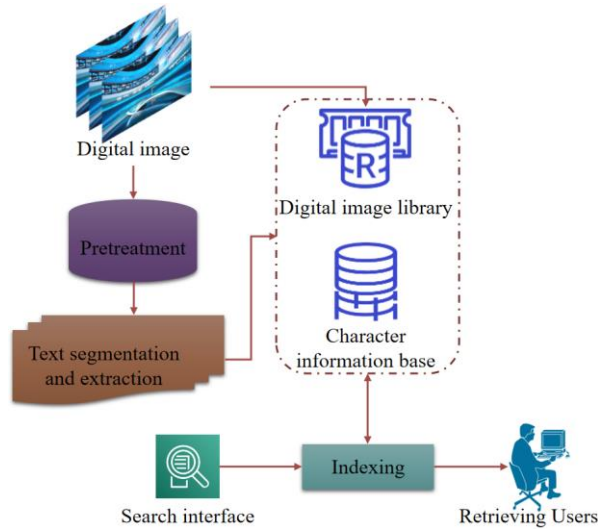 Digital image
Pretreatment
Text segmentation
and extraction
R
Digital image library
Character
information base
Search interface
Indexing
Retrieving Users